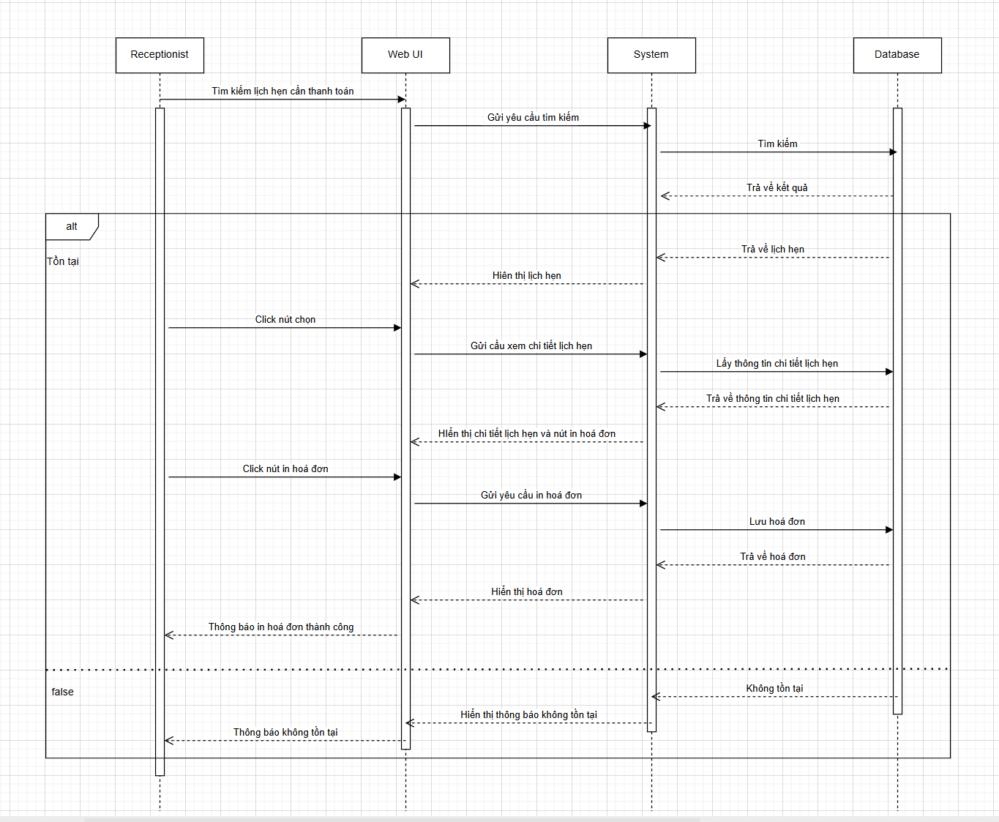 Receptionist
Web UI
System
Database
Tìm kiếm lịch hẹn cần thanh toán
Gửi yêu cầu tìm kiếm
Tìm kiếm
Trả về kết quả
alt
Tồn tại
Trả về lịch hẹn
Hiên thị lịch hẹn
Click nút chọn
Gửi cầu xem chi tiết lịch hẹn
Lấy thông tin chi tiết lịch hẹn
Trả về thông tin chi tiết lịch hẹn
HIển thị chi tiết lịch hẹn và nút in hoá đơn
Click nút in hoá đơn
Gửi yêu cầu in hoá đơn
Lưu hoá đơn
Trả về hoá đơn
Hiển thị hoá đơn
Thông báo in hoá đơn thành công
false
Không tồn tại
Hiển thị thông báo không tồn tại
Thông báo không tồn tại